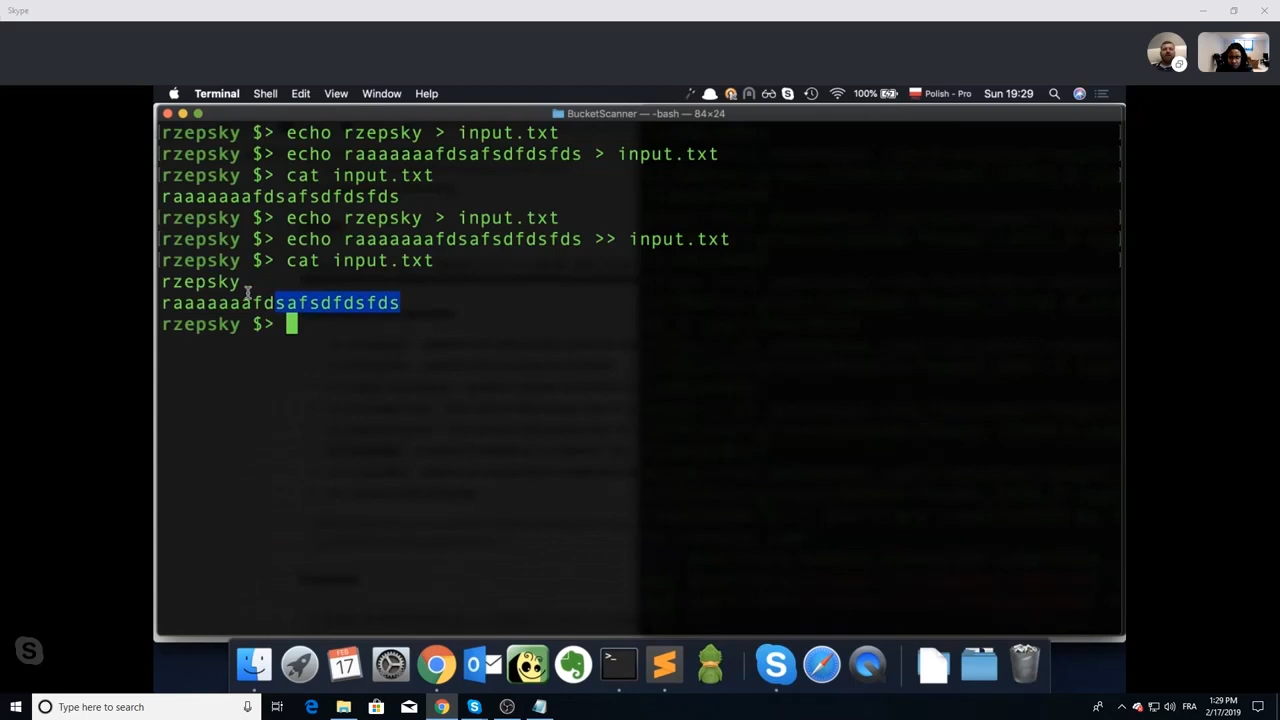 Skype
Terminal Shell Edit View Window Help 100% Polish - Pro Sun 19:29
BucketScanner — -bash — 84×24
rzepsky $> echo rzepsky > input.txt
rzepsky $> echo raaaaaaafdsafsdfdsfds > input.txt
rzepsky $> cat input.txt
raaaaaaafdsafsdfdsfds
rzepsky $> echo rzepsky > input.txt
rzepsky $> echo raaaaaaafdsafsdfdsfds >> input.txt
rzepsky $> cat input.txt
rzepsky
raaaaaaafdsafsdfdsfds
rzepsky $>
FEB
17
Type here to search
FRA
1:29 PM
2/17/2019